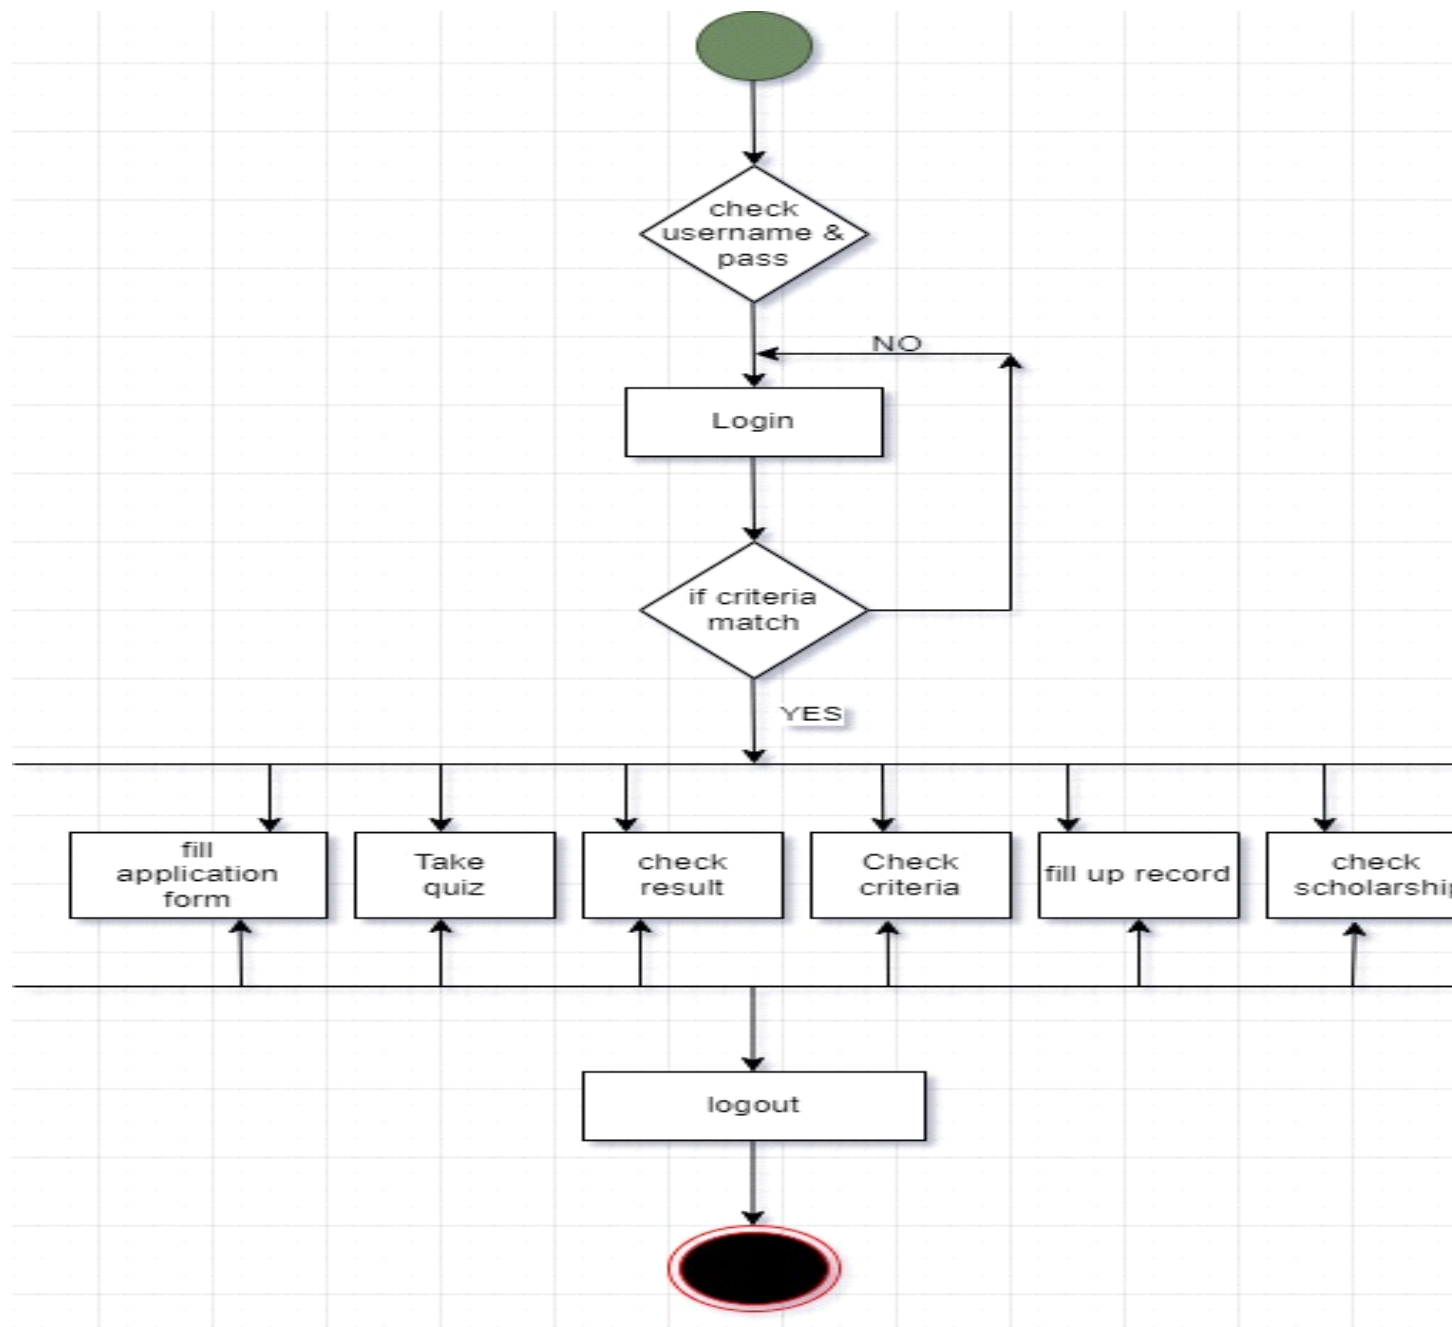 check
username &
pass
NO
Login
if criteria
match
YES
fill
application
form
Take
quiz
check
result
Check
criteria
fill up record
check
logout